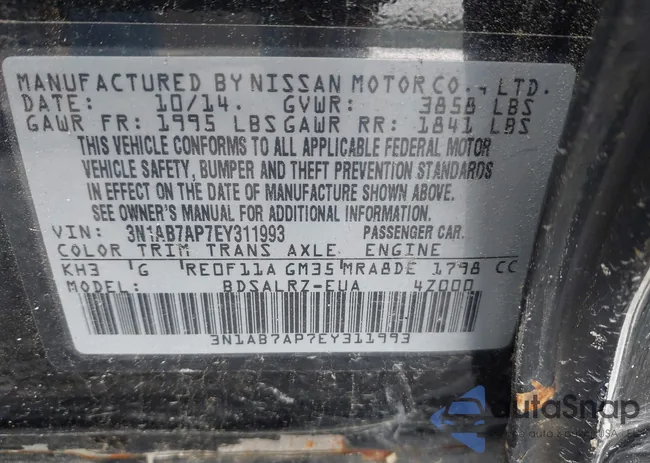 MANUFACTURED BY NISSAN MOTOR CO., LTD.
DATE: 10/14. GVWR: 3858 LBS
GAWR FR: 1995 LBS GAWR RR: 1841 LBS
THIS VEHICLE CONFORMS TO ALL APPLICABLE FEDERAL MOTOR
VEHICLE SAFETY, BUMPER AND THEFT PREVENTION STANDARDS
IN EFFECT ON THE DATE OF MANUFACTURE SHOWN ABOVE.
SEE OWNER'S MANUAL FOR ADDITIONAL INFORMATION.
VIN: 3N1AB7AP7EY311993 PASSENGER CAR.
COLOR TRIM TRANS AXLE ENGINE
KH3 G RE0F11A GM35 MRA8DE 1798 CC
MODEL: BDSALRZ-EUA 4Z000
3N1AB7AP7EY311993
AutoSnap